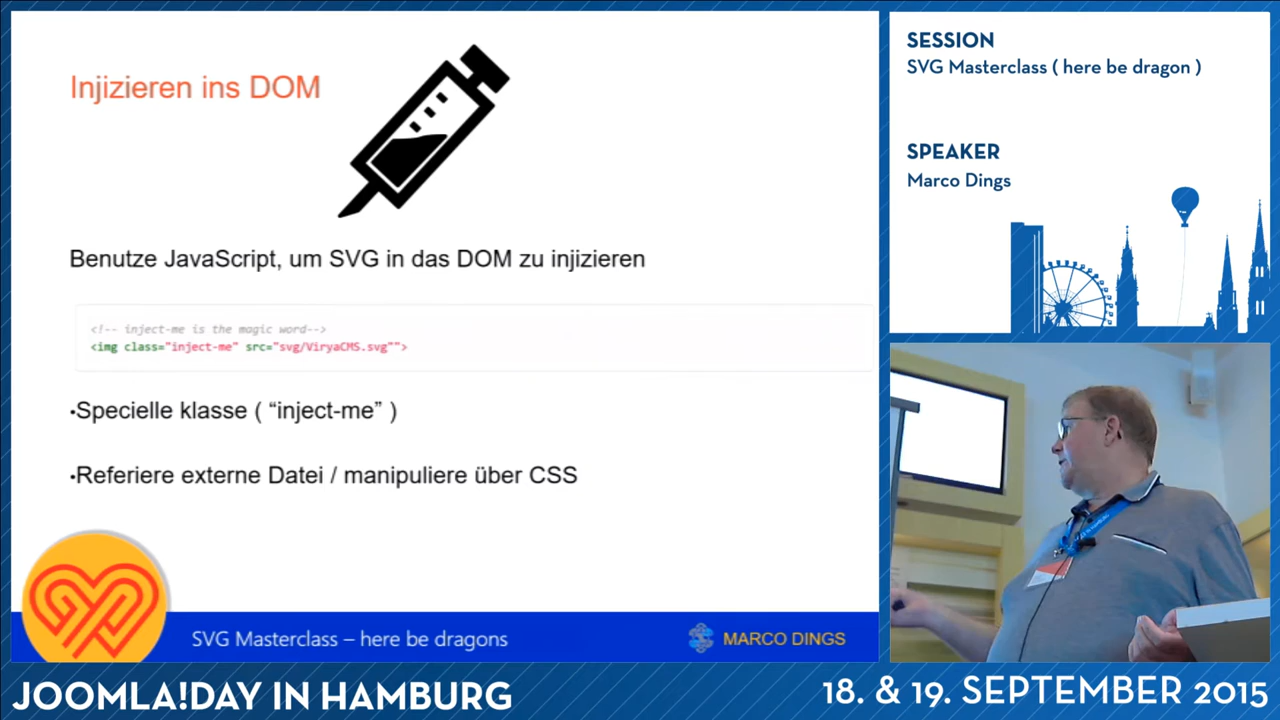 Injizieren ins DOM
Benutze JavaScript, um SVG in das DOM zu injizieren
<!-- inject-me is the magic word-->
<img class="inject-me" src="svg/ViryaCMS.svg"">
•Specielle klasse ( “inject-me” )
•Referiere externe Datei / manipuliere über CSS
SVG Masterclass – here be dragons
MARCO DINGS
SESSION
SVG Masterclass ( here be dragon )
SPEAKER
Marco Dings
JOOMLA!DAY IN HAMBURG
18. & 19. SEPTEMBER 2015